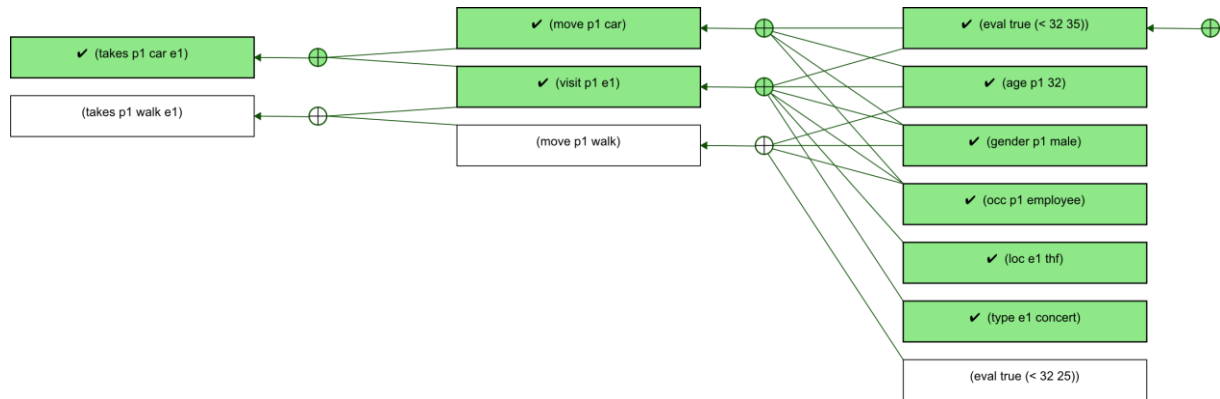 ✔ (takes p1 car e1)
(takes p1 walk e1)
✔ (move p1 car)
✔ (visit p1 e1)
(move p1 walk)
✔ (eval true (< 32 35))
✔ (age p1 32)
✔ (gender p1 male)
✔ (occ p1 employee)
✔ (loc e1 thf)
✔ (type e1 concert)
(eval true (< 32 25))